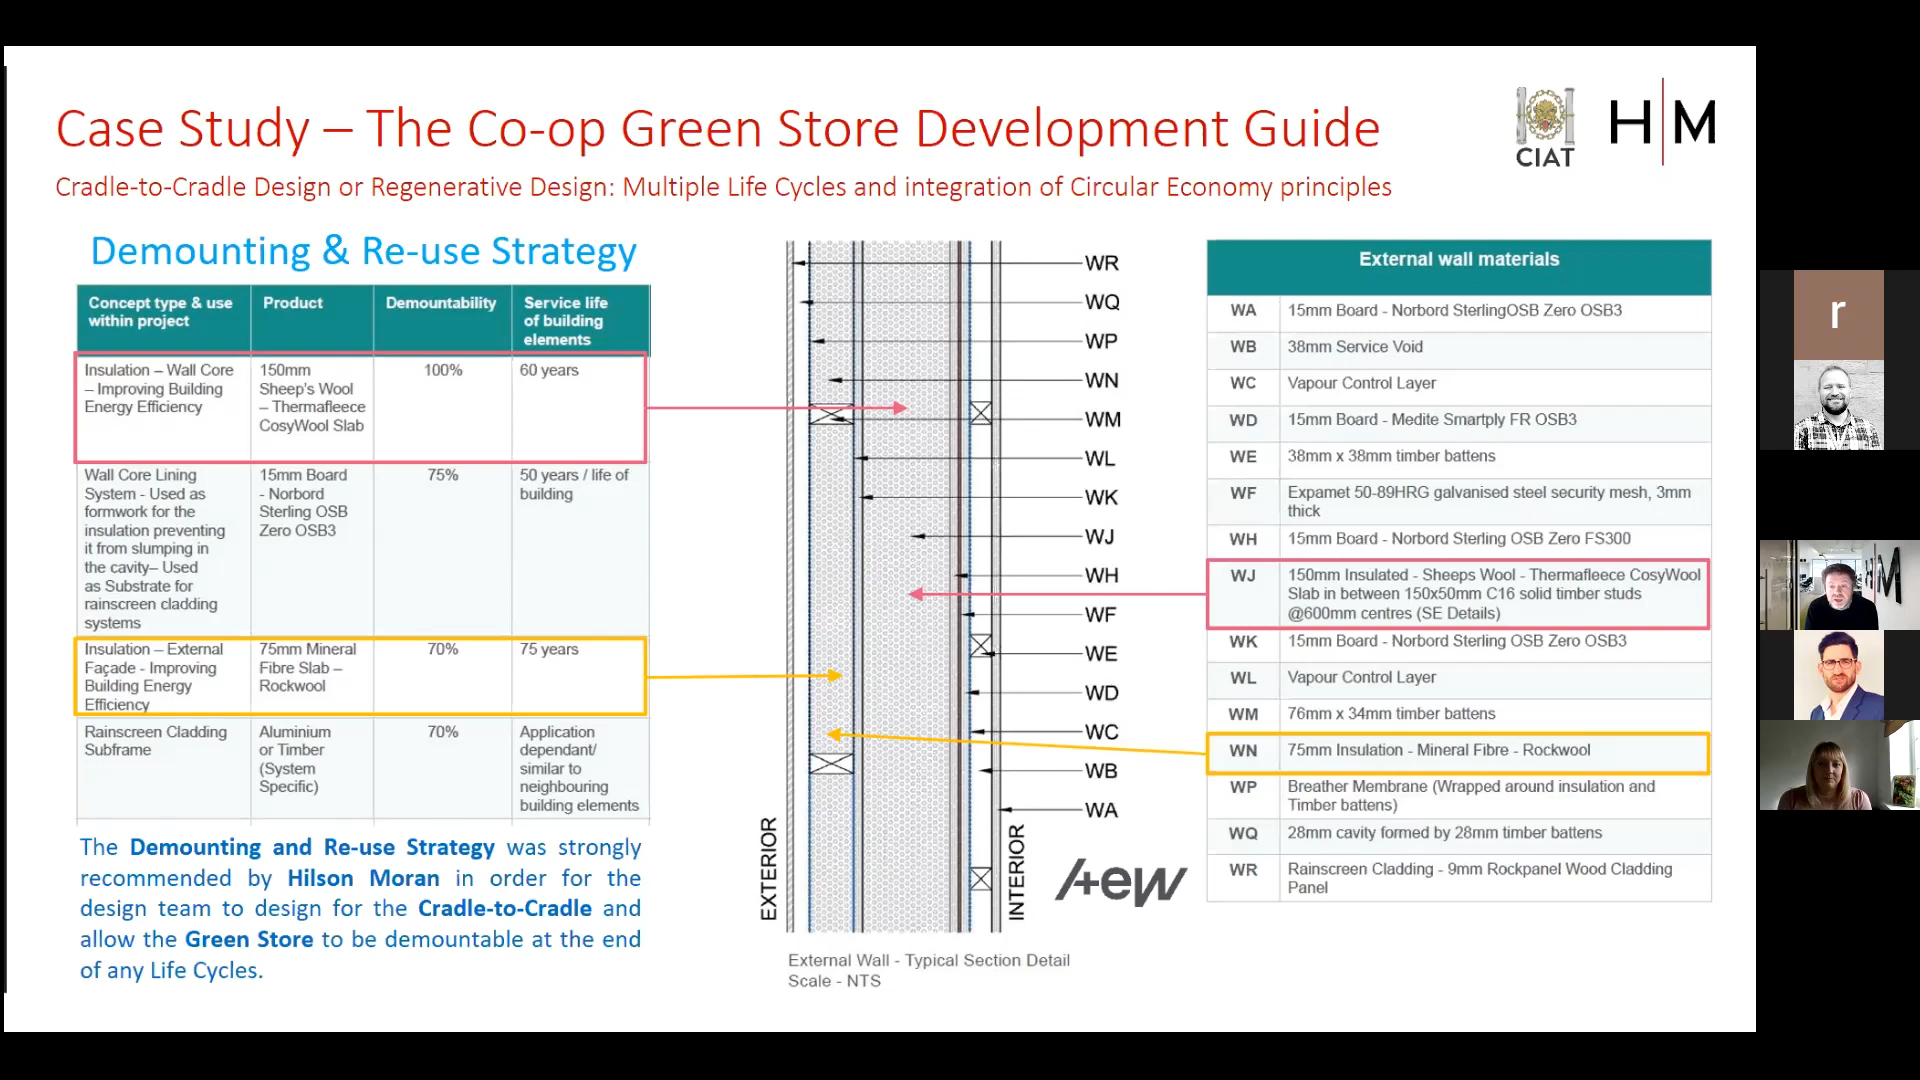 Case Study – The Co-op Green Store Development Guide
Cradle-to-Cradle Design or Regenerative Design: Multiple Life Cycles and integration of Circular Economy principles
CIAT
H|M
Demounting & Re-use Strategy
Concept type & use within project
Product
Demountability
Service life of building elements
Insulation – Wall Core – Improving Building Energy Efficiency
150mm Sheep's Wool – Thermafleece CosyWool Slab
100%
60 years
Wall Core Lining System - Used as formwork for the insulation preventing it from slumping in the cavity– Used as Substrate for rainscreen cladding systems
15mm Board - Norbord Sterling OSB Zero OSB3
75%
50 years / life of building
Insulation – External Façade - Improving Building Energy Efficiency
75mm Mineral Fibre Slab – Rockwool
70%
75 years
Rainscreen Cladding Subframe
Aluminium or Timber (System Specific)
70%
Application dependant/ similar to neighbouring building elements
The Demounting and Re-use Strategy was strongly
recommended by Hilson Moran in order for the
design team to design for the Cradle-to-Cradle and
allow the Green Store to be demountable at the end
of any Life Cycles.
WR
WQ
WP
WN
WM
WL
WK
WJ
WH
WF
WE
WD
WC
WB
WA
EXTERIOR
INTERIOR
External Wall - Typical Section Detail
Scale - NTS
aew
External wall materials
WA 15mm Board - Norbord SterlingOSB Zero OSB3
WB 38mm Service Void
WC Vapour Control Layer
WD 15mm Board - Medite Smartply FR OSB3
WE 38mm x 38mm timber battens
WF Expamet 50-89HRG galvanised steel security mesh, 3mm
thick
WH 15mm Board - Norbord Sterling OSB Zero FS300
WJ 150mm Insulated - Sheeps Wool - Thermafleece CosyWool
Slab in between 150x50mm C16 solid timber studs
@600mm centres (SE Details)
WK 15mm Board - Norbord Sterling OSB Zero OSB3
WL Vapour Control Layer
WM 76mm x 34mm timber battens
WN 75mm Insulation - Mineral Fibre - Rockwool
WP Breather Membrane (Wrapped around insulation and
Timber battens)
WQ 28mm cavity formed by 28mm timber battens
WR Rainscreen Cladding - 9mm Rockpanel Wood Cladding
Panel
r
M